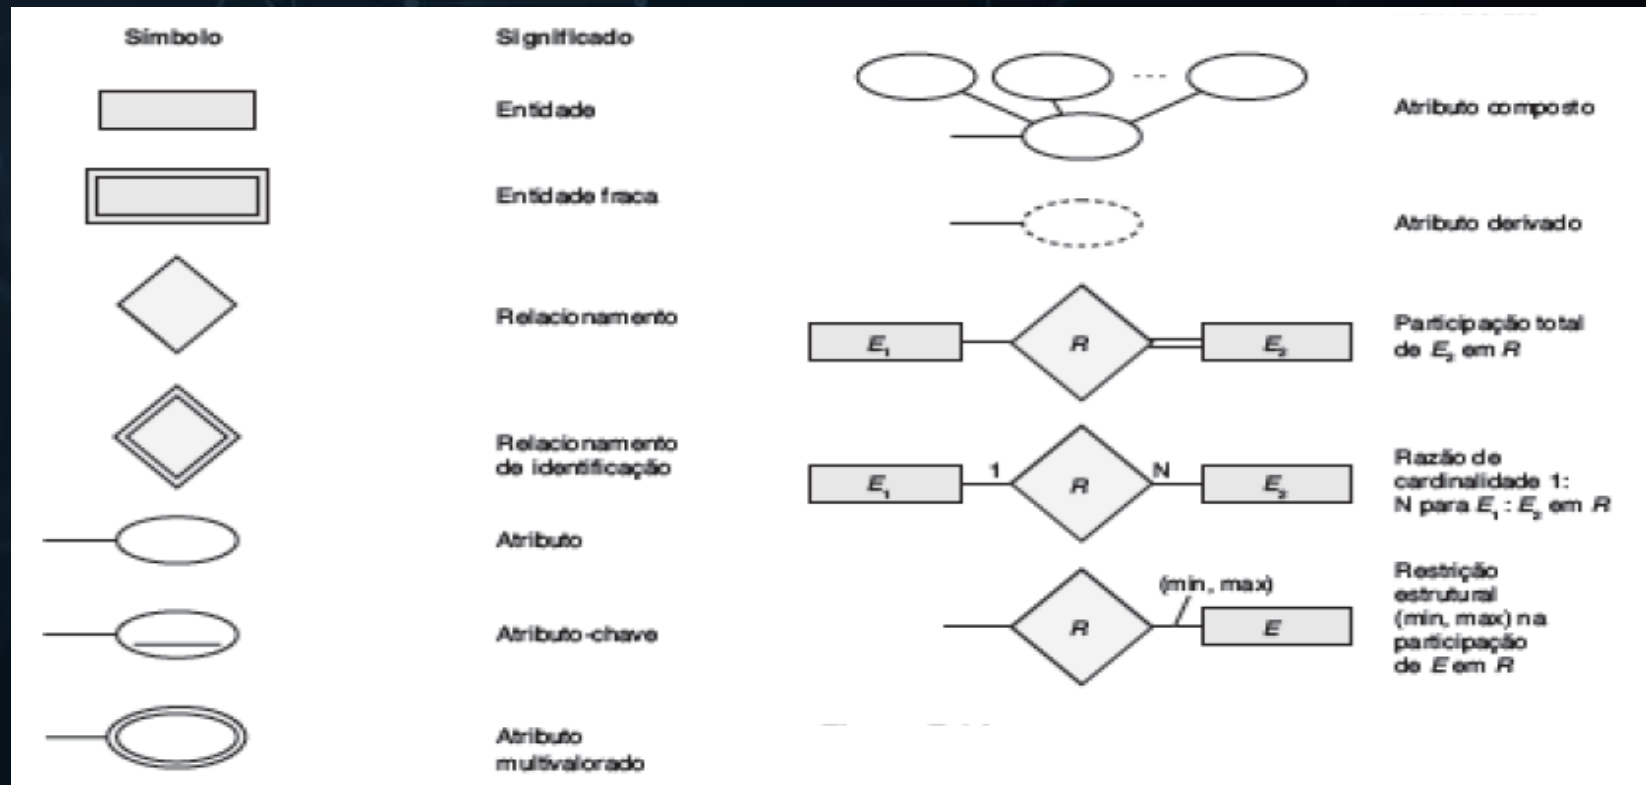 Símbolo
Significado
Entidade
Entidade fraca
Relacionamento
Relacionamento
de identificação
Atributo
Atributo-chave
Atributo
multivalorado
Atributo composto
Atributo derivado
E₁ R E₂
Participação total
de E₂ em R
E₁ 1 R N E₂
Razão de
cardinalidade 1:
N para E₁ : E₂ em R
(min, max)
R E
Restrição
estrutural
(min, max) na
participação
de E em R